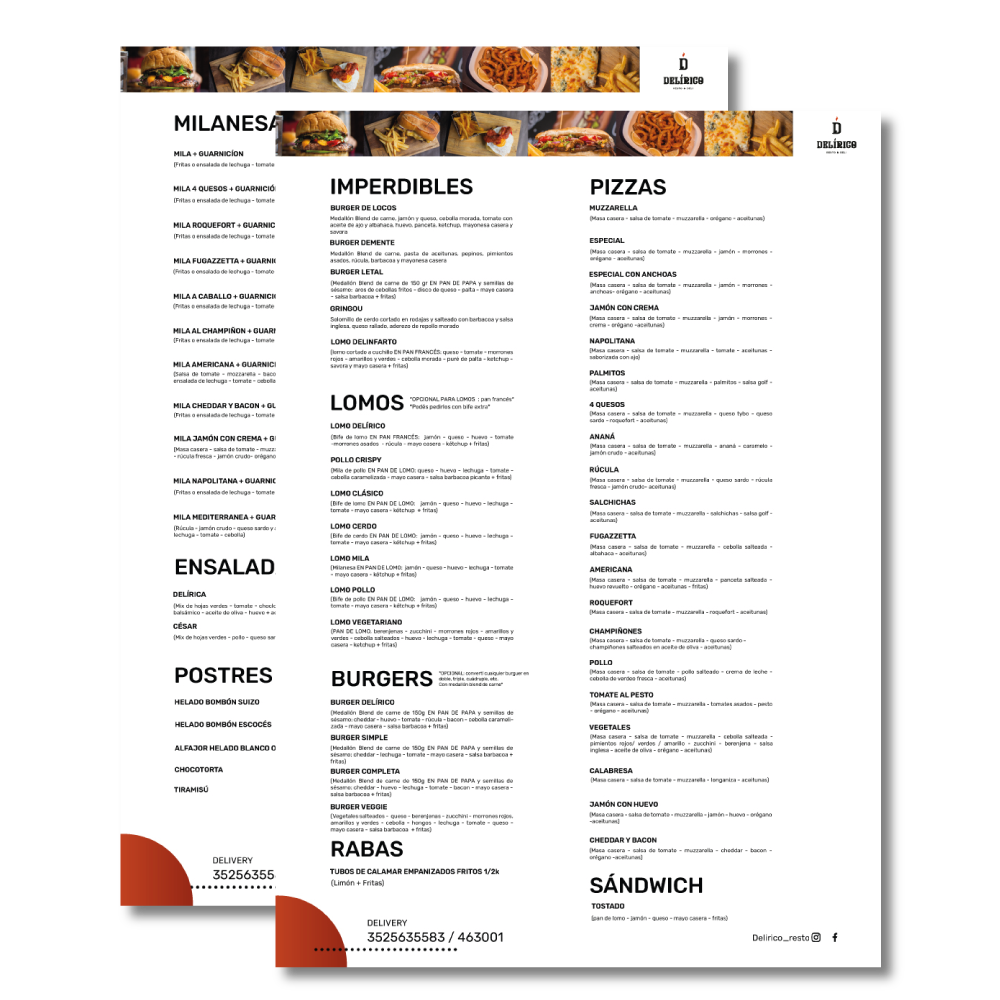 DELÍRICO
RESTO & DELI
MILANESA
MILA + GUARNICÍON
(Fritas o ensalada de lechuga - tomate
MILA 4 QUESOS + GUARNICIÓ
(Fritas o ensalada de lechuga - tomate
MILA ROQUEFORT + GUARNIC
(Fritas o ensalada de lechuga - tomate
MILA FUGAZZETTA + GUARNI
(Fritas o ensalada de lechuga - tomate
MILA A CABALLO + GUARNICI
(Fritas o ensalada de lechuga - tomate
MILA AL CHAMPIÑON + GUAR
(Fritas o ensalada de lechuga - tomate
MILA AMERICANA + GUARNIC
(Salsa de tomate - mozzarella - baco
ensalada de lechuga - tomate - cebolla
MILA CHEDDAR Y BACON + GU
(Fritas o ensalada de lechuga - tomate
MILA JAMÓN CON CREMA + G
(Masa casera - salsa de tomate - muzz
- rúcula fresca - jamón crudo- orégano
MILA NAPOLITANA + GUARNIC
(Fritas o ensalada de lechuga - tomate
MILA MEDITERRANEA + GUAR
(Rúcula - jamón crudo - queso sardo y
lechuga - tomate - cebolla)
ENSALAD
DELÍRICA
(Mix de hojas verdes - tomate - chocl
balsámico - aceite de oliva - huevo +
CÉSAR
(Mix de hojas verdes - pollo - queso sar
POSTRES
HELADO BOMBÓN SUIZO
HELADO BOMBÓN ESCOCÉS
ALFAJOR HELADO BLANCO O
CHOCOTORTA
TIRAMISÚ
DELIVERY
35256355
DELÍRICO
RESTO & DELI
IMPERDIBLES
BURGER DE LOCOS
Medallón Blend de carne, jamón y queso, cebolla morada, tomate con
aceite de ajo y albahaca, huevo, panceta, ketchup, mayonesa casera y
savora
BURGER DEMENTE
Medallón Blend de carne, pasta de aceitunas, pepinos, pimientos
asados, rúcula, barbacoa y mayonesa casera
BURGER LETAL
(Medallón Blend de carne de 150 gr EN PAN DE PAPA y semillas de
sésamo: aros de cebollas fritos - disco de queso - palta - mayo casera
- salsa barbacoa + fritas)
GRINGOU
Solomillo de cerdo cortado en rodajas y salteado con barbacoa y salsa
inglesa, queso rallado, aderezo de repollo morado
LOMO DELINFARTO
(lomo cortado a cuchillo EN PAN FRANCÉS: queso - tomate - morrones
rojos - amarillos y verdes - cebolla morada - pure de palta - ketchup -
savora y mayo casera + fritas)
LOMOS
*OPCIONAL PARA LOMOS : pan francés*
*Podés pedirlos con bife extra*
LOMO DELÍRICO
(Bife de lomo EN PAN FRANCÉS: jamón - queso - huevo - tomate
-morrones asados - rúcula - mayo casera - kétchup + fritas)
POLLO CRISPY
(Mila de pollo EN PAN DE LOMO: queso - huevo - lechuga - tomate -
cebolla caramelizada - mayo casera - salsa barbacoa picante + fritas)
LOMO CLÁSICO
(Bife de lomo EN PAN DE LOMO: jamón - queso - huevo - lechuga -
tomate - mayo casera - kétchup + fritas)
LOMO CERDO
(Bife de cerdo EN PAN DE LOMO: jamón - queso - huevo - lechuga -
tomate - mayo casera - kétchup + fritas)
LOMO MILA
(Milanesa EN PAN DE LOMO: jamón - queso - huevo - lechuga - tomate
- mayo casera - kétchup + fritas)
LOMO POLLO
(Bife de pollo EN PAN DE LOMO: jamón - queso - huevo - lechuga -
tomate - mayo casera - kétchup + fritas)
LOMO VEGETARIANO
(PAN DE LOMO, berenjenas - zucchini - morrones rojos - amarillos y
verdes - cebolla salteados - huevo - lechuga - tomate - queso - mayo
casera - ketchup + fritas)
BURGERS
*OPCIONAL: convertí cualquier burguer en
doble, triple, cuádruple, etc.
Con medallón blend de carne*
BURGER DELÍRICO
(Medallón Blend de carne de 150g EN PAN DE PAPA y semillas de
sésamo: cheddar - huevo - tomate - rúcula - bacon - cebolla carameli-
zada - mayo casera - salsa barbacoa + fritas)
BURGER SIMPLE
(Medallón Blend de carne de 150g EN PAN DE PAPA y semillas de
sésamo; cheddar - lechuga - tomate - mayo casera - salsa barbacoa +
fritas)
BURGER COMPLETA
(Medallón Blend de carne de 150g EN PAN DE PAPA y semillas de
sésamo; cheddar - huevo - lechuga - tomate - bacon - mayo casera -
salsa barbacoa + fritas)
BURGER VEGGIE
(Vegetales salteados - queso - berenjenas - zucchini - morrones rojos,
amarillos y verdes - cebolla - hongos - lechuga - tomate - queso -
mayo casera - salsa barbacoa + fritas)
RABAS
TUBOS DE CALAMAR EMPANIZADOS FRITOS 1/2k
(Limón + Fritas)
DELIVERY
3525635583 / 463001
PIZZAS
MUZZARELLA
(Masa casera - salsa de tomate - muzzarella - orégano - aceitunas)
ESPECIAL
(Masa casera - salsa de tomate - muzzarella - jamón - morrones -
orégano - aceitunas)
ESPECIAL CON ANCHOAS
(Masa casera - salsa de tomate - muzzarella - jamón - morrones -
anchoas- orégano - aceitunas)
JAMÓN CON CREMA
(Masa casera - salsa de tomate - muzzarella - jamón - morrones -
crema - orégano -aceitunas)
NAPOLITANA
(Masa casera - salsa de tomate - muzzarella - tomate - aceitunas -
saborizada con ajo)
PALMITOS
(Masa casera - salsa de tomate - muzzarella - palmitos - salsa golf -
aceitunas)
4 QUESOS
(Masa casera - salsa de tomate - muzzarella - queso tybo - queso
sardo - roquefort - aceitunas)
ANANÁ
(Masa casera - salsa de tomate - muzzarella - ananá - caramelo -
jamón crudo - aceitunas)
RÚCULA
(Masa casera - salsa de tomate - muzzarella - queso sardo - rúcula
fresca - jamón crudo- aceitunas)
SALCHICHAS
(Masa casera - salsa de tomate - muzzarella - salchichas - salsa golf -
aceitunas)
FUGAZZETTA
(Masa casera - salsa de tomate - muzzarella - cebolla salteada -
albahaca - aceitunas)
AMERICANA
(Masa casera - salsa de tomate - muzzarella - panceta salteada -
huevo revuelto - orégano - aceitunas - fritas)
ROQUEFORT
(Masa casera - salsa de tomate - muzzarella - roquefort - aceitunas)
CHAMPIÑONES
(Masa casera - salsa de tomate - muzzarella - queso sardo -
champiñones salteados en aceite de oliva - aceitunas)
POLLO
(Masa casera - salsa de tomate - pollo salteado - crema de leche -
cebolla de verdeo fresca - aceitunas)
TOMATE AL PESTO
(Masa casera - salsa de tomate - muzzarella - tomates asados - pesto
- orégano - aceitunas)
VEGETALES
(Masa casera - salsa de tomate - muzzarella - cebolla salteada -
pimientos rojos/ verdes / amarillo - zucchini - berenjena - salsa
inglesa - aceite de oliva - orégano - aceitunas)
CALABRESA
(Masa casera - salsa de tomate - muzzarella - longaniza - aceitunas)
JAMÓN CON HUEVO
(Masa casera - salsa de tomate - muzzarella - jamón - huevo - orégano
-aceitunas)
CHEDDAR Y BACON
(Masa casera - salsa de tomate - muzzarella - cheddar - bacon -
orégano -aceitunas)
SÁNDWICH
TOSTADO
(pan de lomo - jamón - queso - mayo casera - fritas)
Delirico_resto